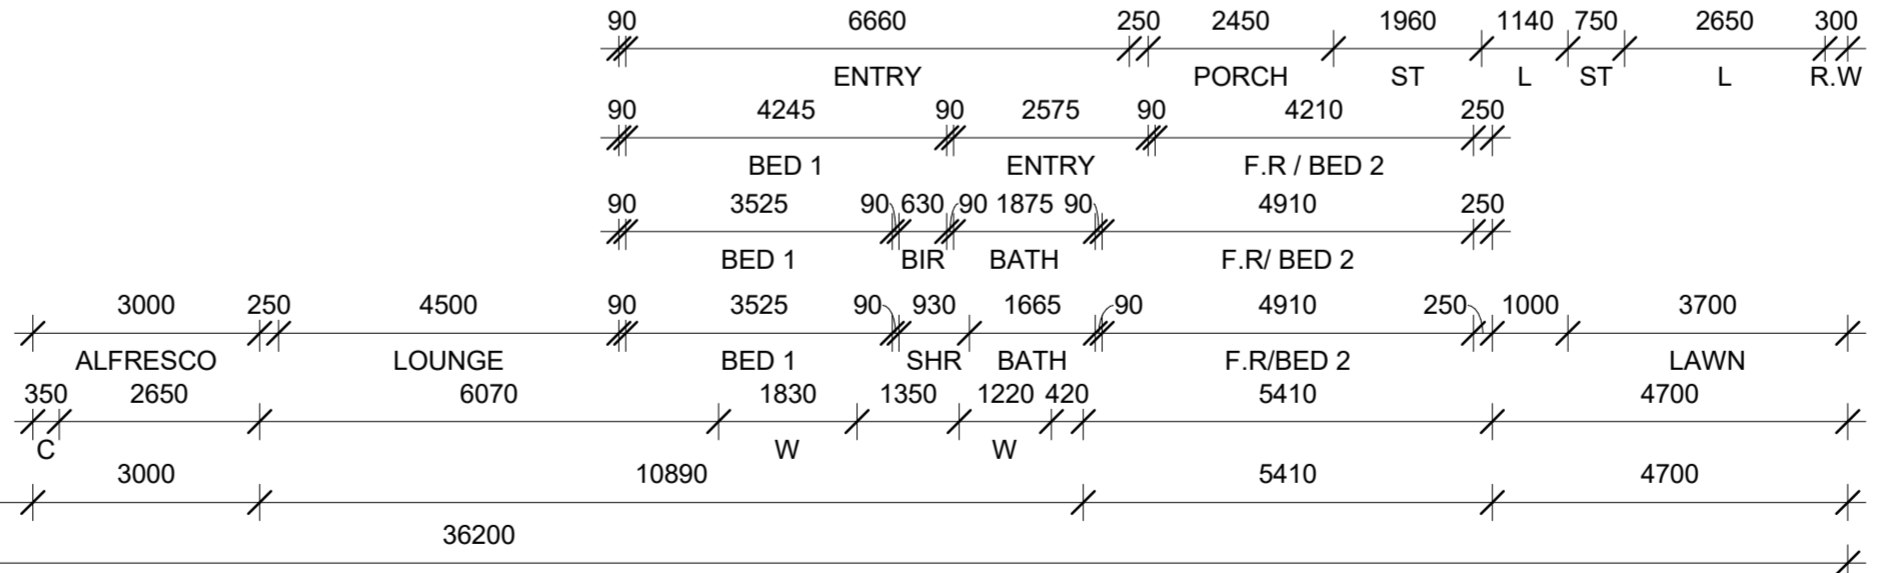 90 6660 250 2450 1960 1140 750 2650 300
ENTRY PORCH ST L ST L R.W
90 4245 90 2575 90 4210 250
BED 1 ENTRY F.R / BED 2
90 3525 90 630 90 1875 90 4910 250
BED 1 BIR BATH F.R/ BED 2
3000 250 4500 90 3525 90 930 1665 90 4910 250 1000 3700
ALFRESCO LOUNGE BED 1 SHR BATH F.R/BED 2 LAWN
350 2650 6070 1830 1350 1220 420 5410 4700
C W W
3000 10890 5410 4700
36200